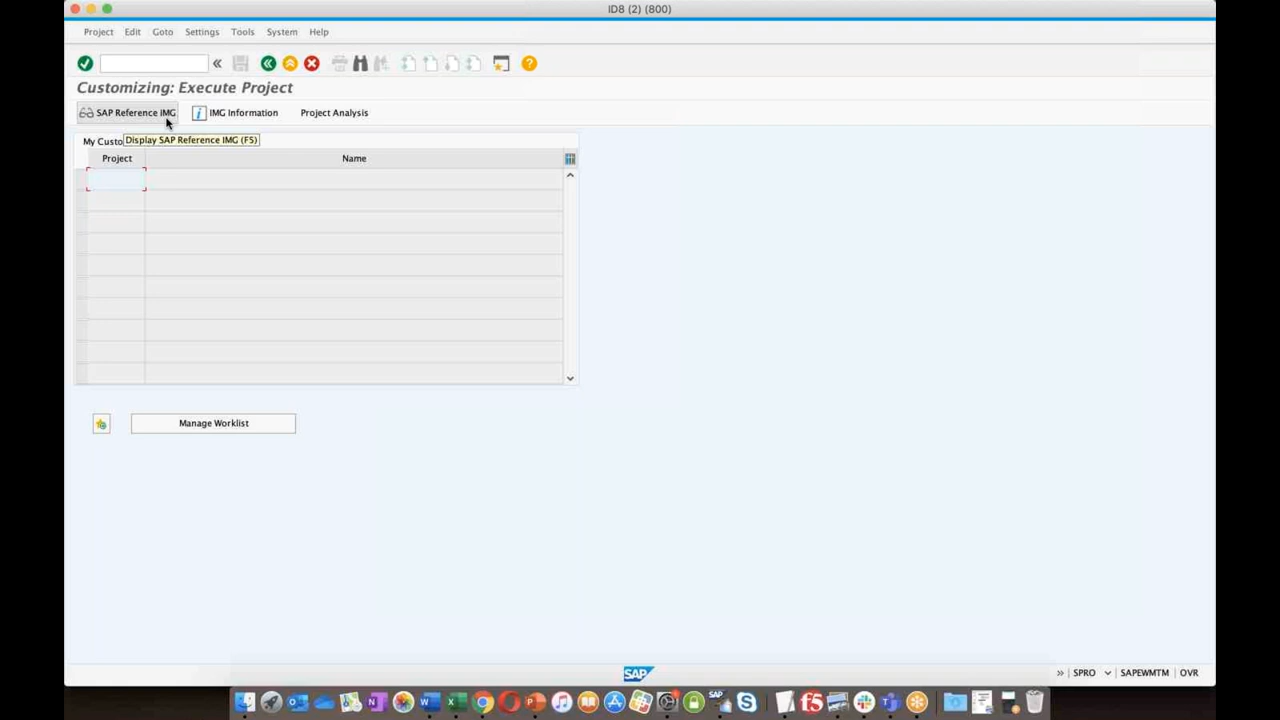 ID8 (2) (800)
Project Edit Goto Settings Tools System Help
Customizing: Execute Project
SAP Reference IMG IMG Information Project Analysis
My Custo
Display SAP Reference IMG (F5)
Project Name
Manage Worklist
SAP
SPRO SAPEWMTM OVR